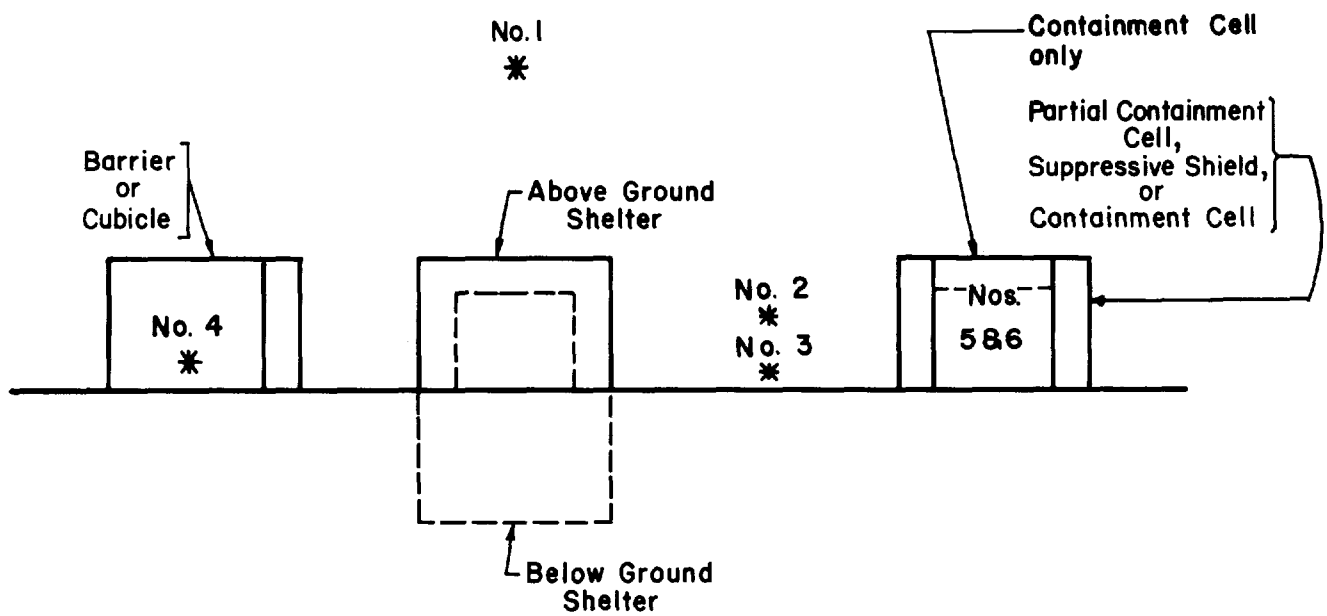 No. 1
Containment Cell
only
Partial Containment
Cell,
Suppressive Shield,
or
Containment Cell
Barrier
or
Cubicle
Above Ground
Shelter
No. 4
No. 2
No. 3
Nos.
5&6
Below Ground
Shelter